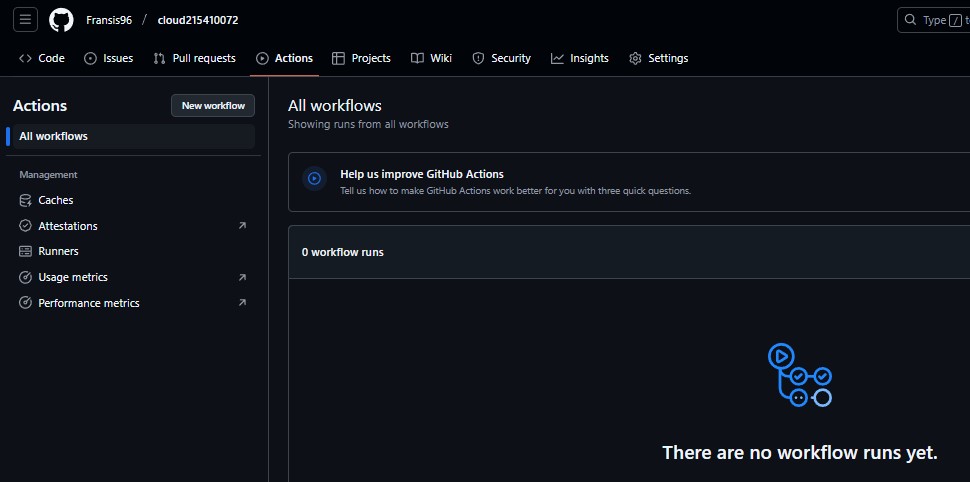 Fransis96 / cloud215410072
Type / to
Code Issues Pull requests Actions Projects Wiki Security Insights Settings
Actions
New workflow
All workflows
Management
Caches
Attestations
Runners
Usage metrics
Performance metrics
All workflows
Showing runs from all workflows
Help us improve GitHub Actions
Tell us how to make GitHub Actions work better for you with three quick questions.
0 workflow runs
There are no workflow runs yet.